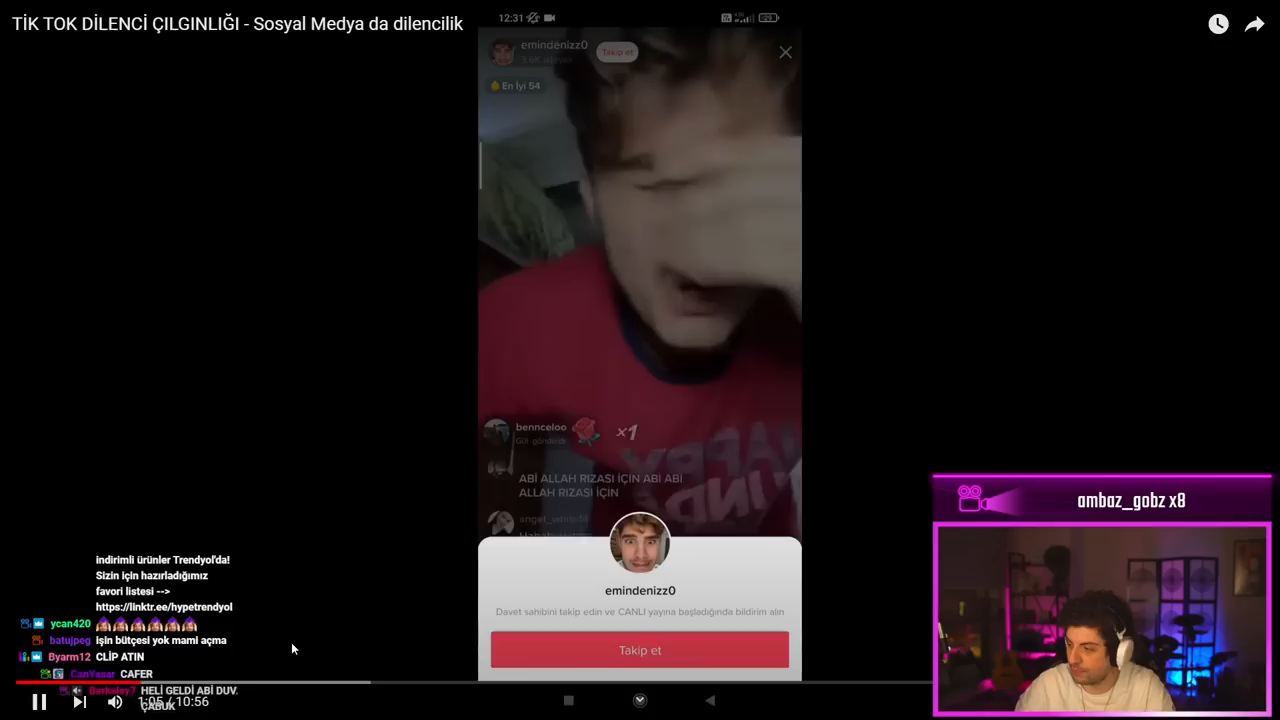 TİK TOK DİLENCİ ÇILGINLIĞI - Sosyal Medya da dilencilik
12:31
emindenizz0
Takip et
En İyi 54
bennceloo
Gül gönderdi
x1
ABİ ALLAH RIZASI İÇİN ABI ABI
ALLAH RIZASI İÇİN
emindenizz0
Davet sahibini takip edin ve CANLI yayına başladığında bildirim alın
Takip et
ambaz_gobz x8
indirimli ürünler Trendyol'da!
Sizin için hazırladığımız
favori listesi -->
https://linktr.ee/hypetrendyol
ycan420
batujpeg işin bütçesi yok mami açma
Byarm12 CLİP ATIN
CanYasar CAFER
Berkeley7 HELİ GELDİ ABİ DUV.
ÇABUK
1:05 / 10:56